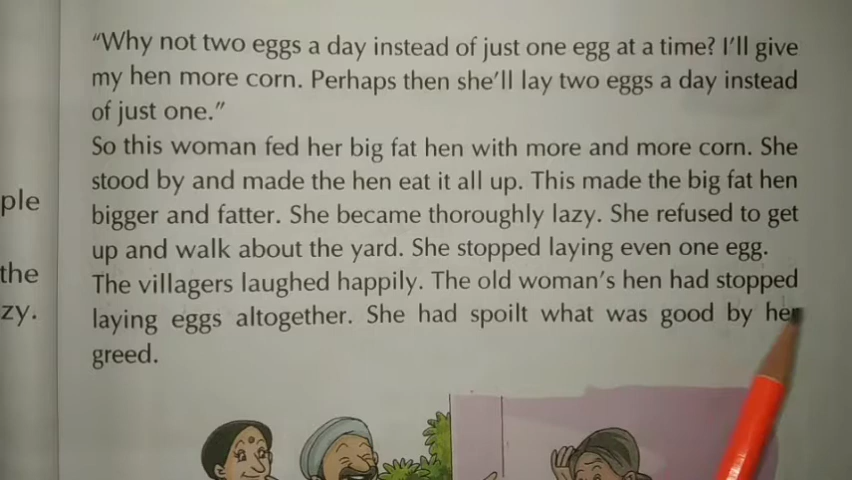 "Why not two eggs a day instead of just one egg at a time? I'll give
my hen more corn. Perhaps then she'll lay two eggs a day instead
of just one."
So this woman fed her big fat hen with more and more corn. She
stood by and made the hen eat it all up. This made the big fat hen
bigger and fatter. She became thoroughly lazy. She refused to get
up and walk about the yard. She stopped laying even one egg.
The villagers laughed happily. The old woman's hen had stopped
laying eggs altogether. She had spoilt what was good by her
greed.
ple
the
zy.